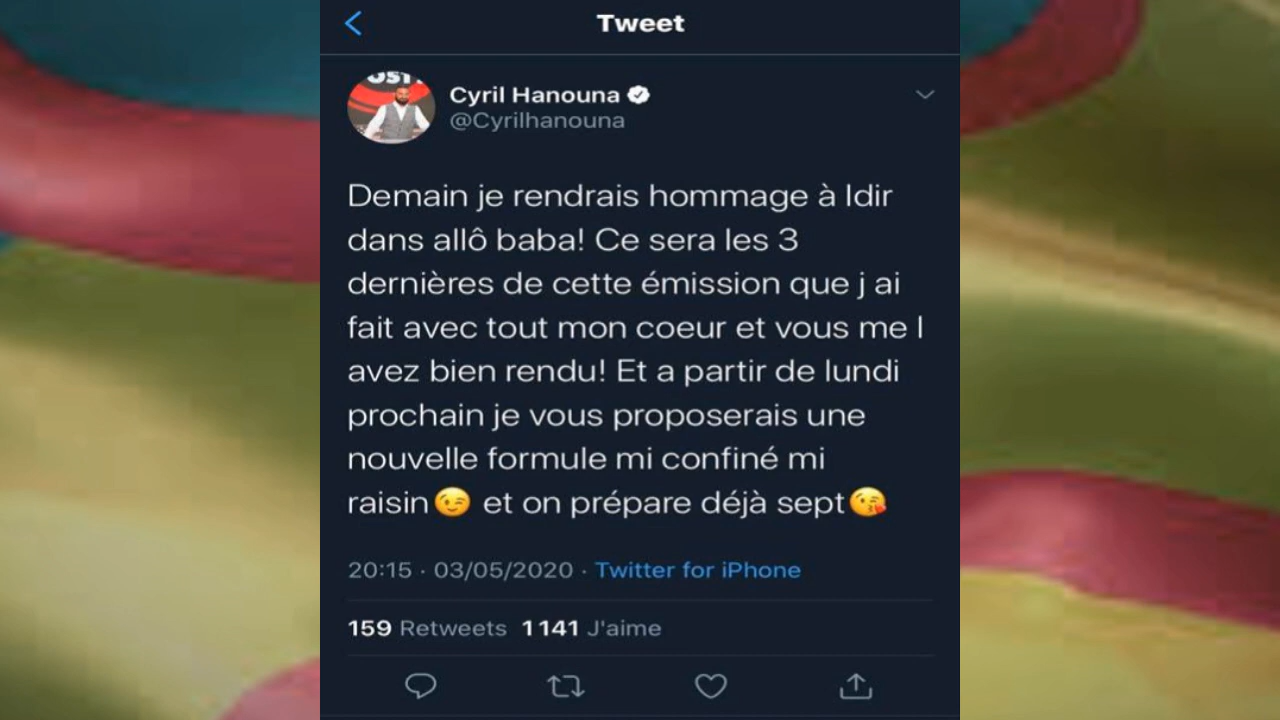 Tweet
OST
Cyril Hanouna
@Cyrilhanouna
Demain je rendrais hommage à Idir
dans allô baba! Ce sera les 3
dernières de cette émission que j ai
fait avec tout mon coeur et vous me l
avez bien rendu! Et a partir de lundi
prochain je vous proposerais une
nouvelle formule mi confiné mi
raisin😉 et on prépare déjà sept😘
20:15 · 03/05/2020 · Twitter for iPhone
159 Retweets 1 141 J'aime